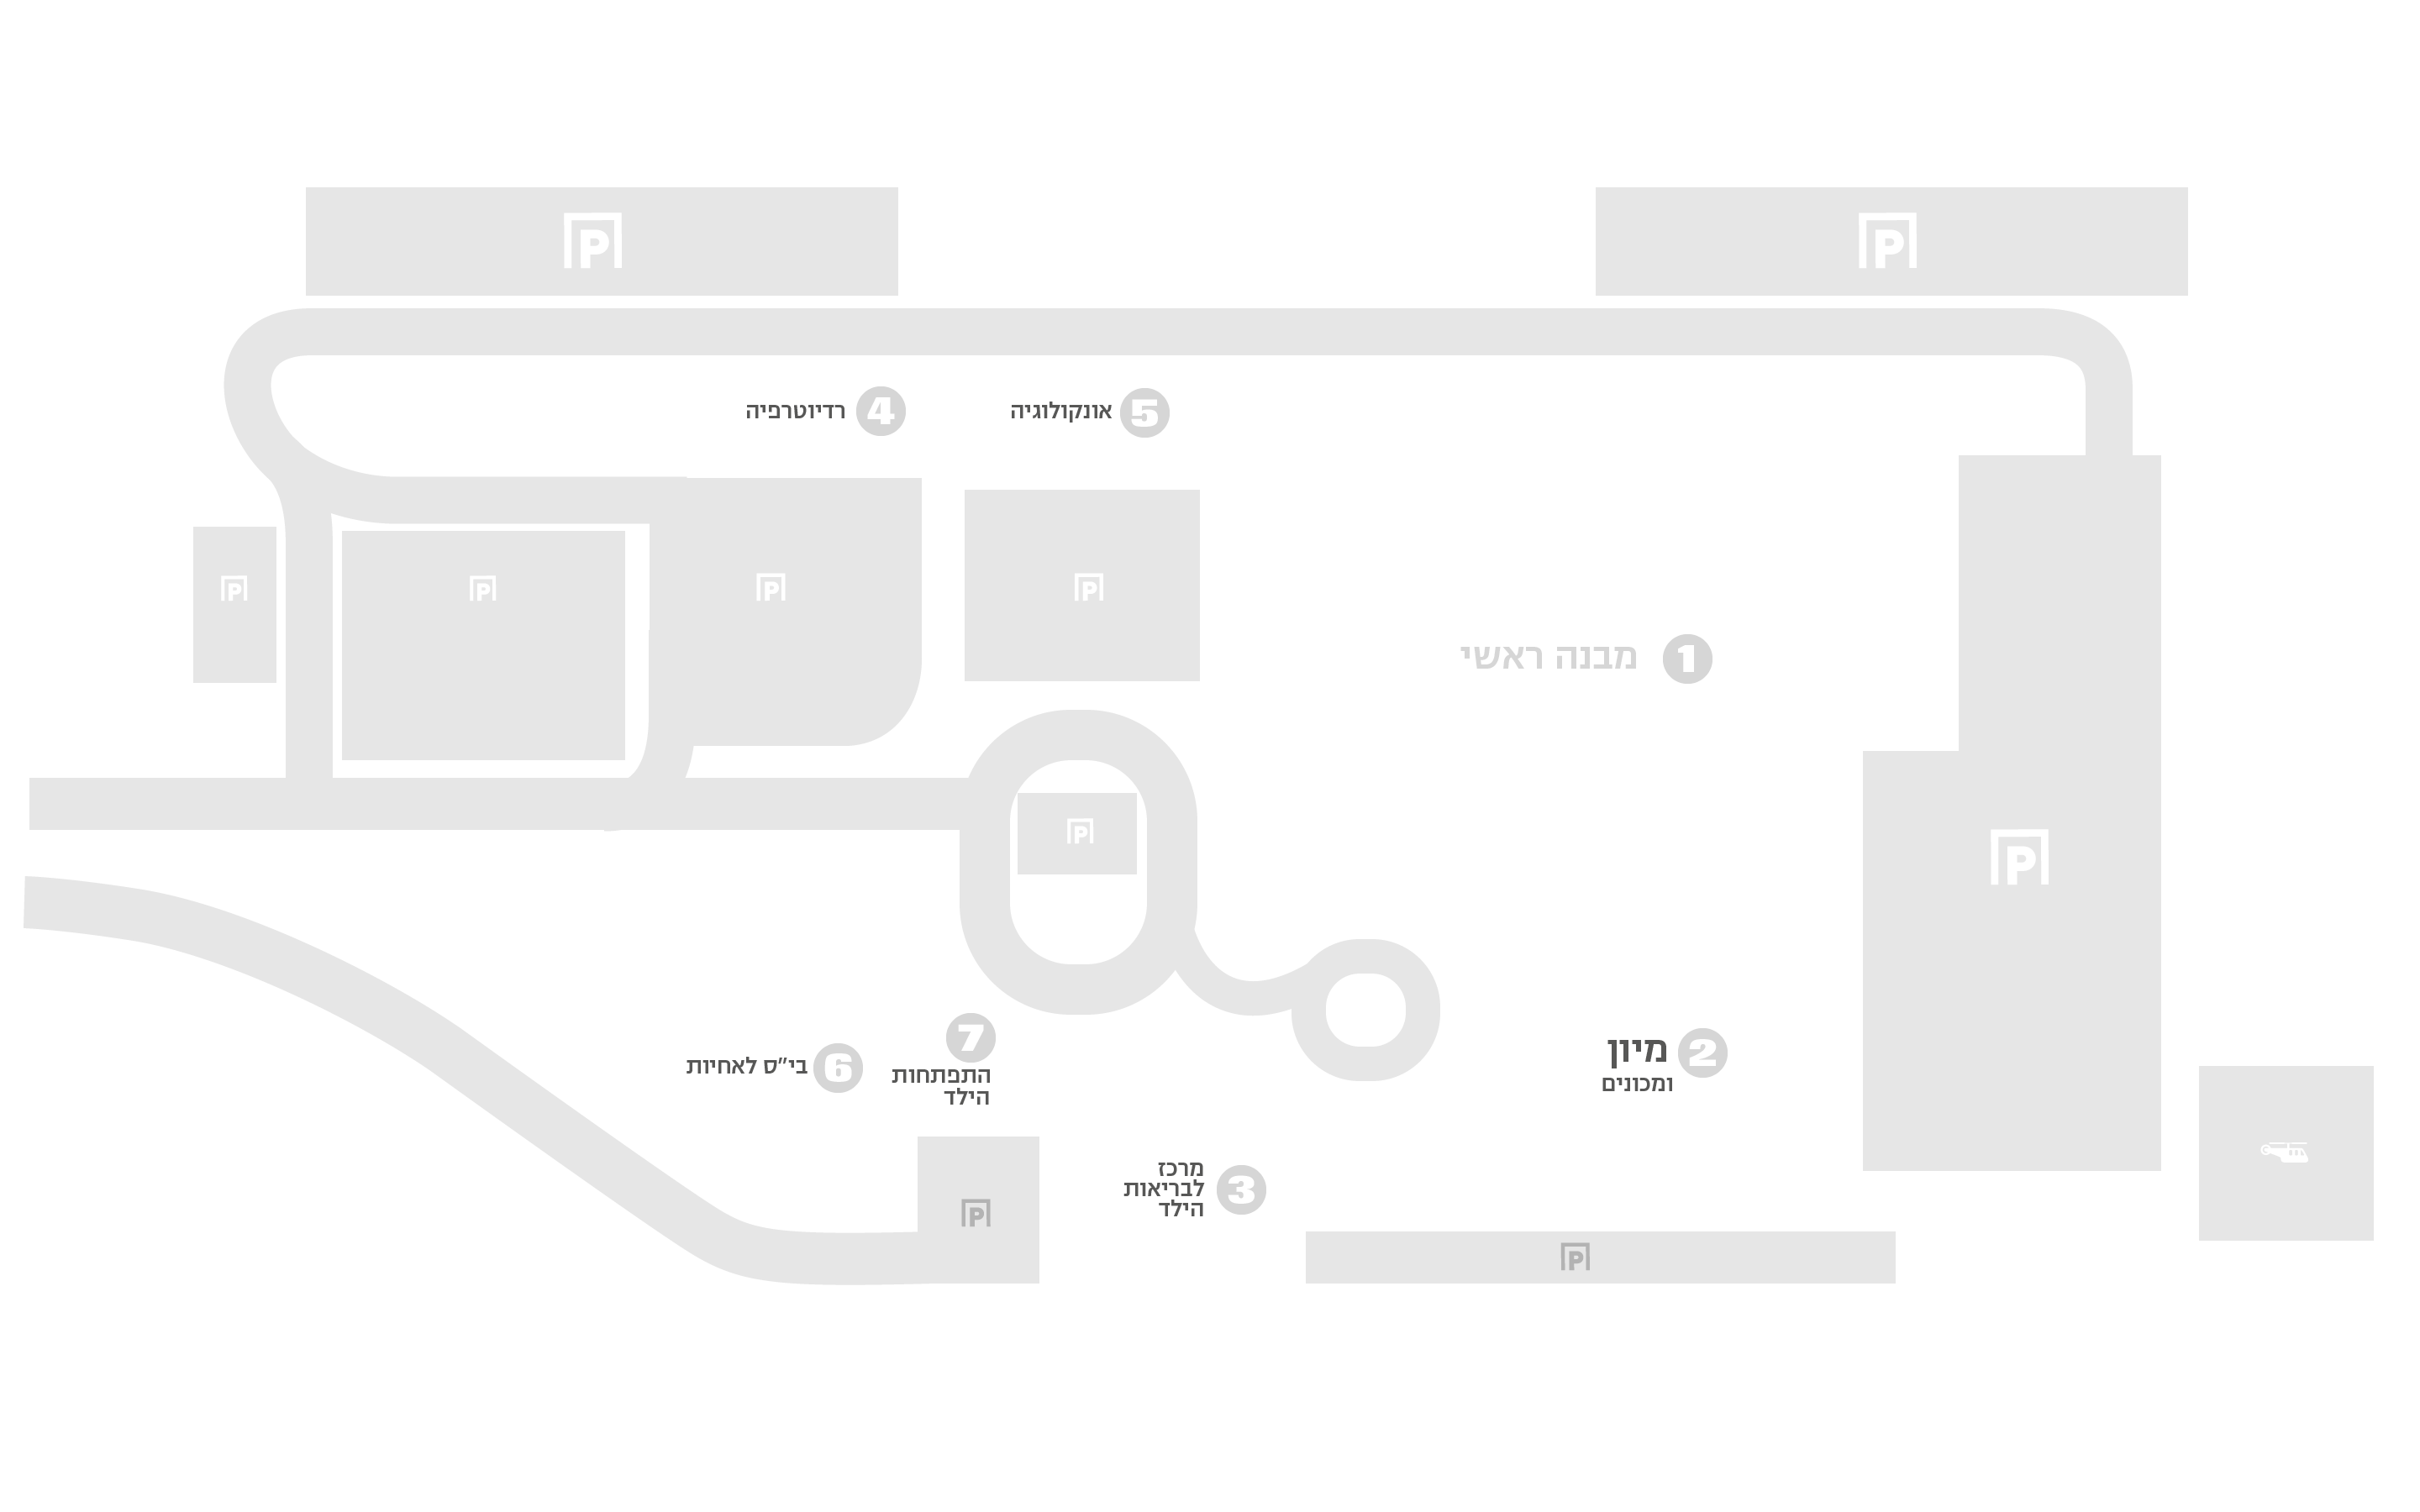 P
P
4 רדיוטרפיה
5 אונקולוגיה
P
P
P
P
1 מבנה ראשי
P
P
7
התפתחות
הילד
6 בי"ס לאחיות
2 מיון
ומכונים
3 מרכז
לבריאות
הילד
P
P